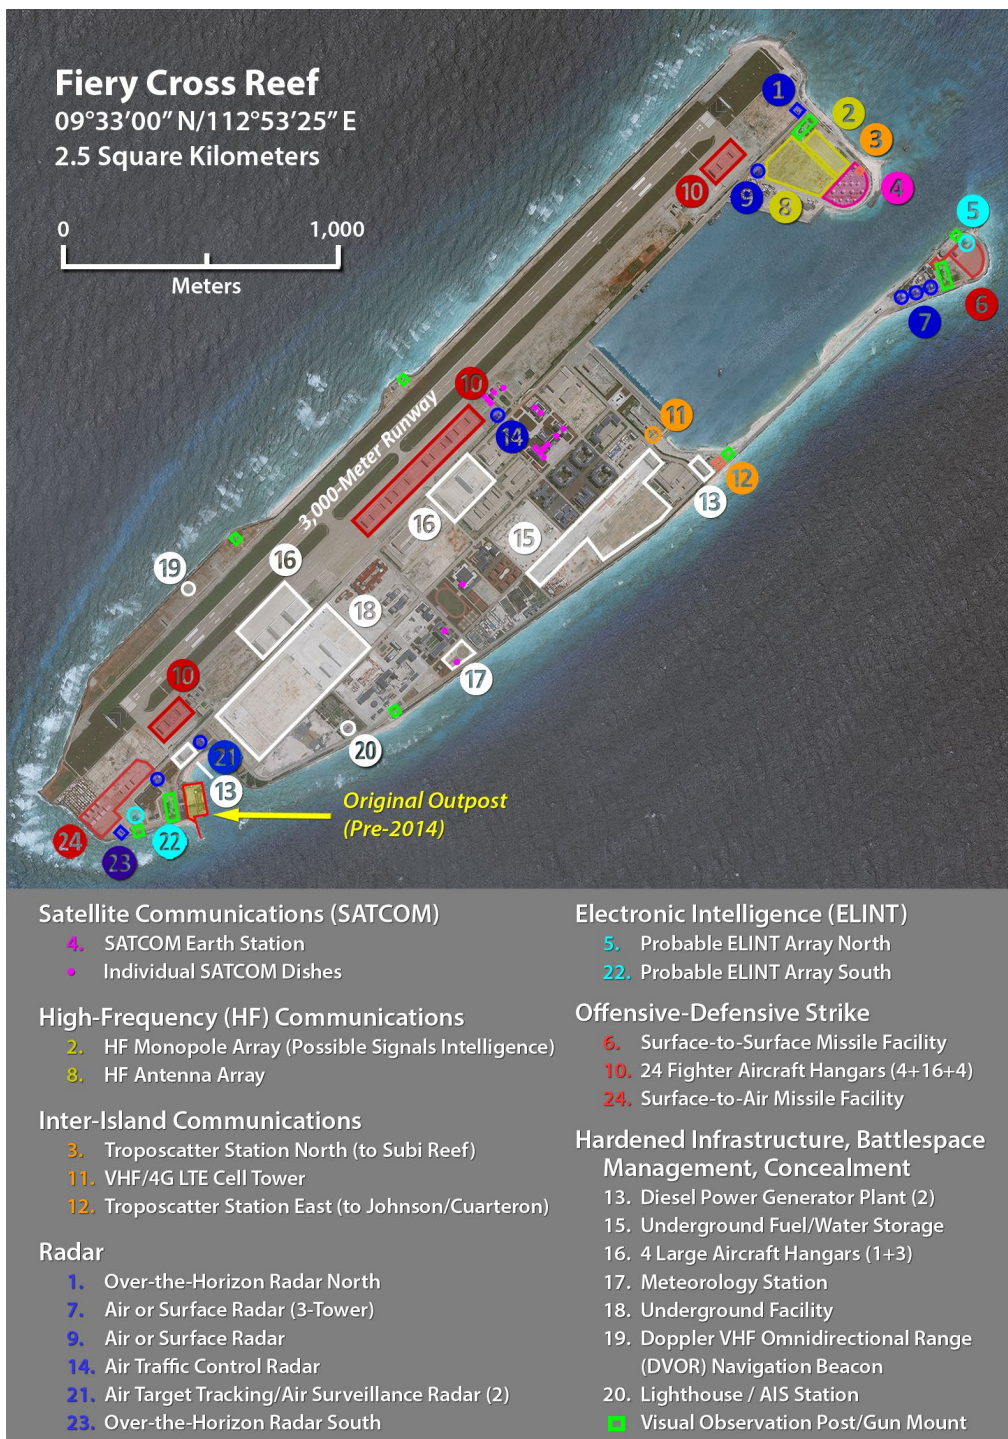 Fiery Cross Reef
09°33’00” N/112°53’25” E
2.5 Square Kilometers
0 1,000
Meters
1
2
3
4
10
9
8
5
6
7
10
14
11
12
13
3,000-Meter Runway
16
15
19
16
18
17
10
21
20
13
Original Outpost
(Pre-2014)
24
22
23
Satellite Communications (SATCOM)
4. SATCOM Earth Station
• Individual SATCOM Dishes
High-Frequency (HF) Communications
2. HF Monopole Array (Possible Signals Intelligence)
8. HF Antenna Array
Inter-Island Communications
3. Troposcatter Station North (to Subi Reef)
11. VHF/4G LTE Cell Tower
12. Troposcatter Station East (to Johnson/Cuarteron)
Radar
1. Over-the-Horizon Radar North
7. Air or Surface Radar (3-Tower)
9. Air or Surface Radar
14. Air Traffic Control Radar
21. Air Target Tracking/Air Surveillance Radar (2)
23. Over-the-Horizon Radar South
Electronic Intelligence (ELINT)
5. Probable ELINT Array North
22. Probable ELINT Array South
Offensive-Defensive Strike
6. Surface-to-Surface Missile Facility
10. 24 Fighter Aircraft Hangars (4+16+4)
24. Surface-to-Air Missile Facility
Hardened Infrastructure, Battlespace
Management, Concealment
13. Diesel Power Generator Plant (2)
15. Underground Fuel/Water Storage
16. 4 Large Aircraft Hangars (1+3)
17. Meteorology Station
18. Underground Facility
19. Doppler VHF Omnidirectional Range
(DVOR) Navigation Beacon
20. Lighthouse / AIS Station
Visual Observation Post/Gun Mount